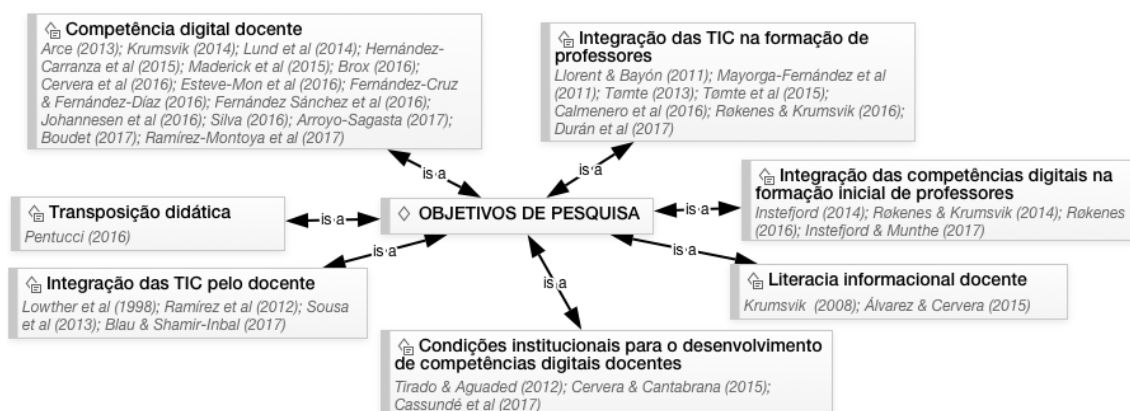 Competência digital docente
Arce (2013); Krumsvik (2014); Lund et al (2014); Hernández-
Carranza et al (2015); Maderick et al (2015); Brox (2016);
Cervera et al (2016); Esteve-Mon et al (2016); Fernández-Cruz
& Fernández-Díaz (2016); Fernández Sánchez et al (2016);
Johannesen et al (2016); Silva (2016); Arroyo-Sagasta (2017);
Boudet (2017); Ramírez-Montoya et al (2017)
Integração das TIC na formação de
professores
Llorent & Bayón (2011); Mayorga-Fernández et al
(2011); Tømte (2013); Tømte et al (2015);
Calmenero et al (2016); Røkenes & Krumsvik (2016);
Durán et al (2017)
is a
is a
Integração das competências digitais na
formação inicial de professores
Instefjord (2014); Røkenes & Krumsvik (2014); Røkenes
(2016); Instefjord & Munthe (2017)
Transposição didática
Pentucci (2016)
is a
OBJETIVOS DE PESQUISA
is a
is a
is a
Integração das TIC pelo docente
Lowther et al (1998); Ramírez et al (2012); Sousa
et al (2013); Blau & Shamir-Inbal (2017)
is a
Literacia informacional docente
Krumsvik (2008); Álvarez & Cervera (2015)
Condições institucionais para o desenvolvimento
de competências digitais docentes
Tirado & Aguaded (2012); Cervera & Cantabrana (2015);
Cassundé et al (2017)